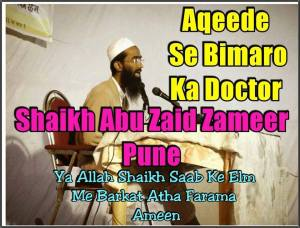 Aqeede
Se Bimaro
Ka Doctor
Shaikh Abu Zaid Zameer
Pune
Ya Allah Shaikh Saab Ke Elm
Me Barkat Atha Farama
Ameen